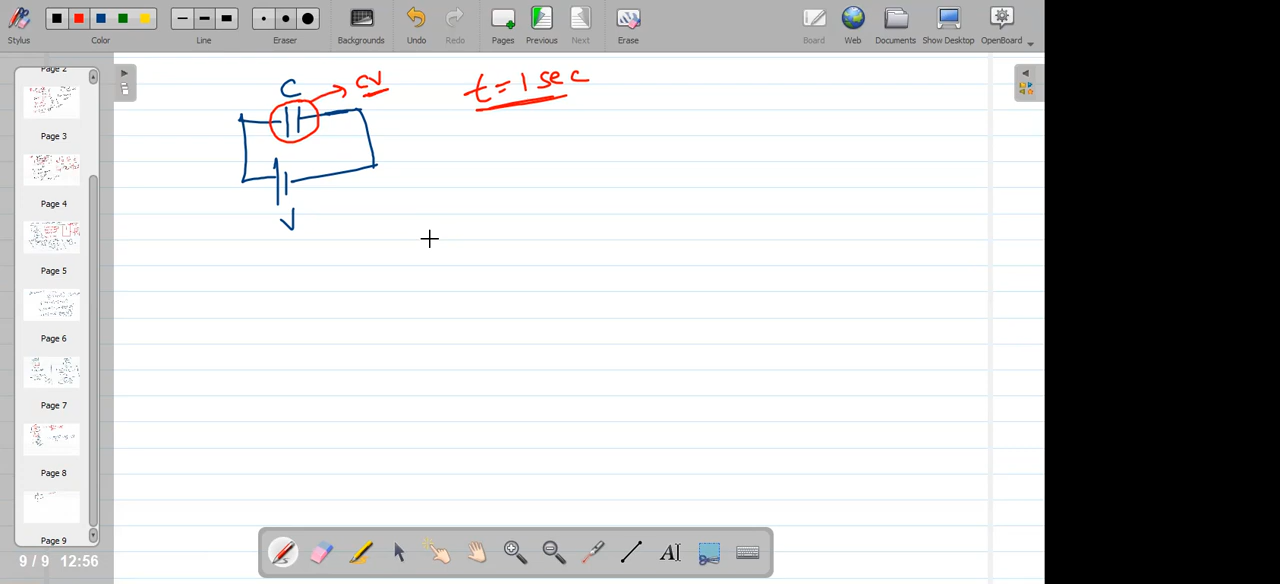 Stylus
Color
Line
Eraser
Backgrounds
Undo
Redo
Pages
Previous
Next
Erase
Board
Web
Documents
Show Desktop
OpenBoard
Page 2
Page 3
Page 4
Page 5
Page 6
Page 7
Page 8
Page 9
9 / 9 12:56
C
CV
t = 1 sec
V